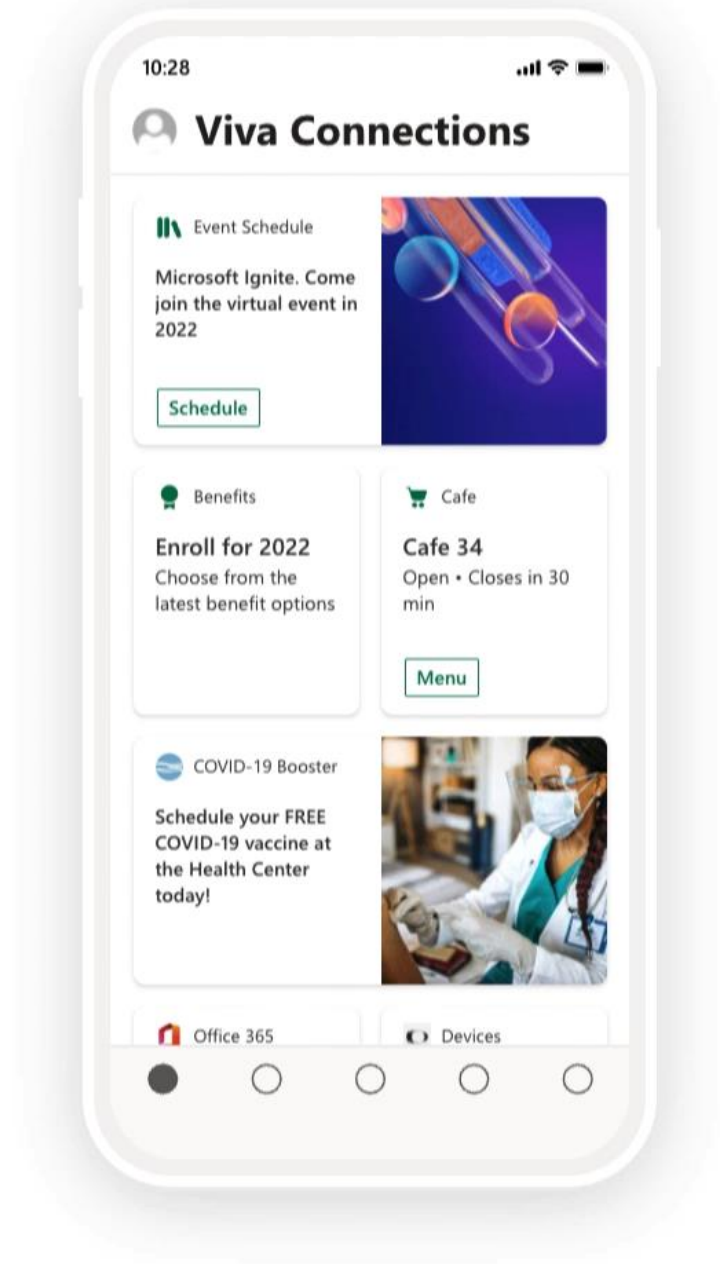 10:28
Viva Connections
Event Schedule
Microsoft Ignite. Come
join the virtual event in
2022
Schedule
Benefits
Enroll for 2022
Choose from the
latest benefit options
Cafe
Cafe 34
Open • Closes in 30
min
Menu
COVID-19 Booster
Schedule your FREE
COVID-19 vaccine at
the Health Center
today!
Office 365
Devices